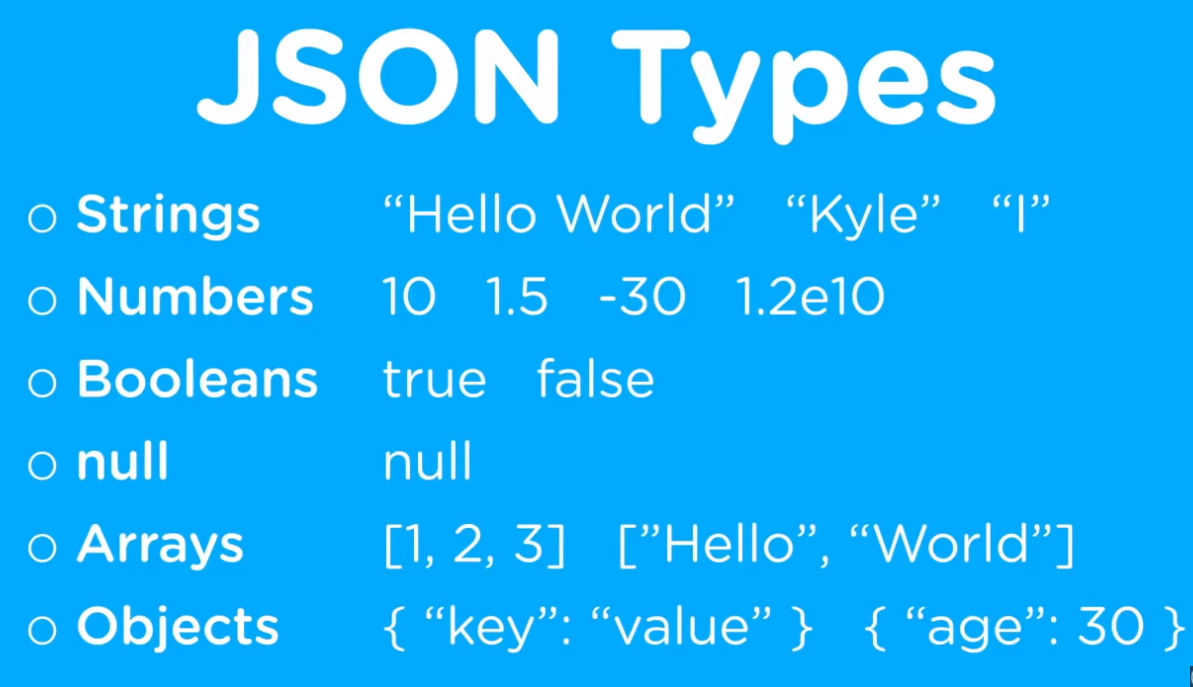 JSON Types
Strings “Hello World” “Kyle” “I”
Numbers 10 1.5 -30 1.2e10
Booleans true false
null null
Arrays [1, 2, 3] [”Hello”, “World”]
Objects { “key”: “value” } { “age”: 30 }